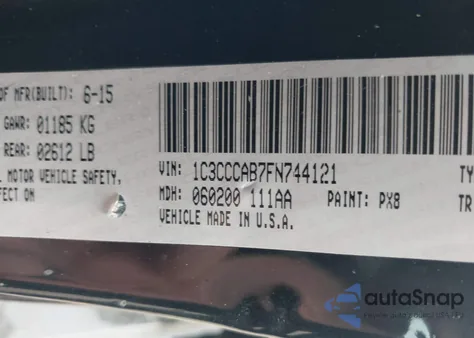 OF MFR(BUILT): 6-15
GAWR: 01185 KG
REAR: 02612 LB
MOTOR VEHICLE SAFETY,
FECT ON
VIN: 1C3CCCAB7FN744121
MDH: 060200 111AA PAINT: PX8
VEHICLE MADE IN U.S.A.
TY
TR
autoSnap